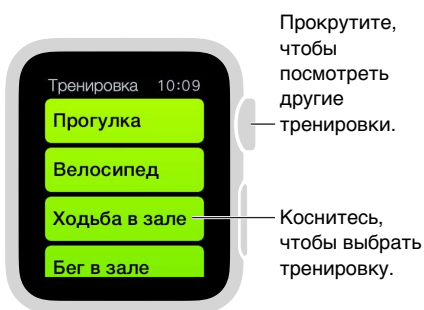 Прокрутите,
чтобы
посмотреть
другие
тренировки.
Тренировка 10:09
Прогулка
Велосипед
Ходьба в зале
Бег в зале
Коснитесь,
чтобы выбрать
тренировку.